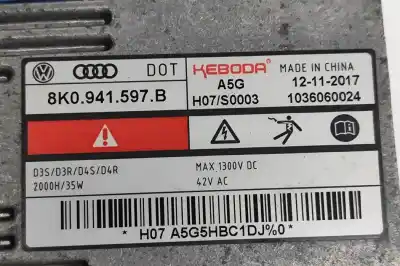 DOT
KEBODA
MADE IN CHINA
8K0.941.597.B
A5G
12-11-2017
H07/S0003
1036060024
D3S/D3R/D4S/D4R
2000H/35W
MAX 1300V DC
42V AC
* H07 A5G5HBC1DJ%0 *